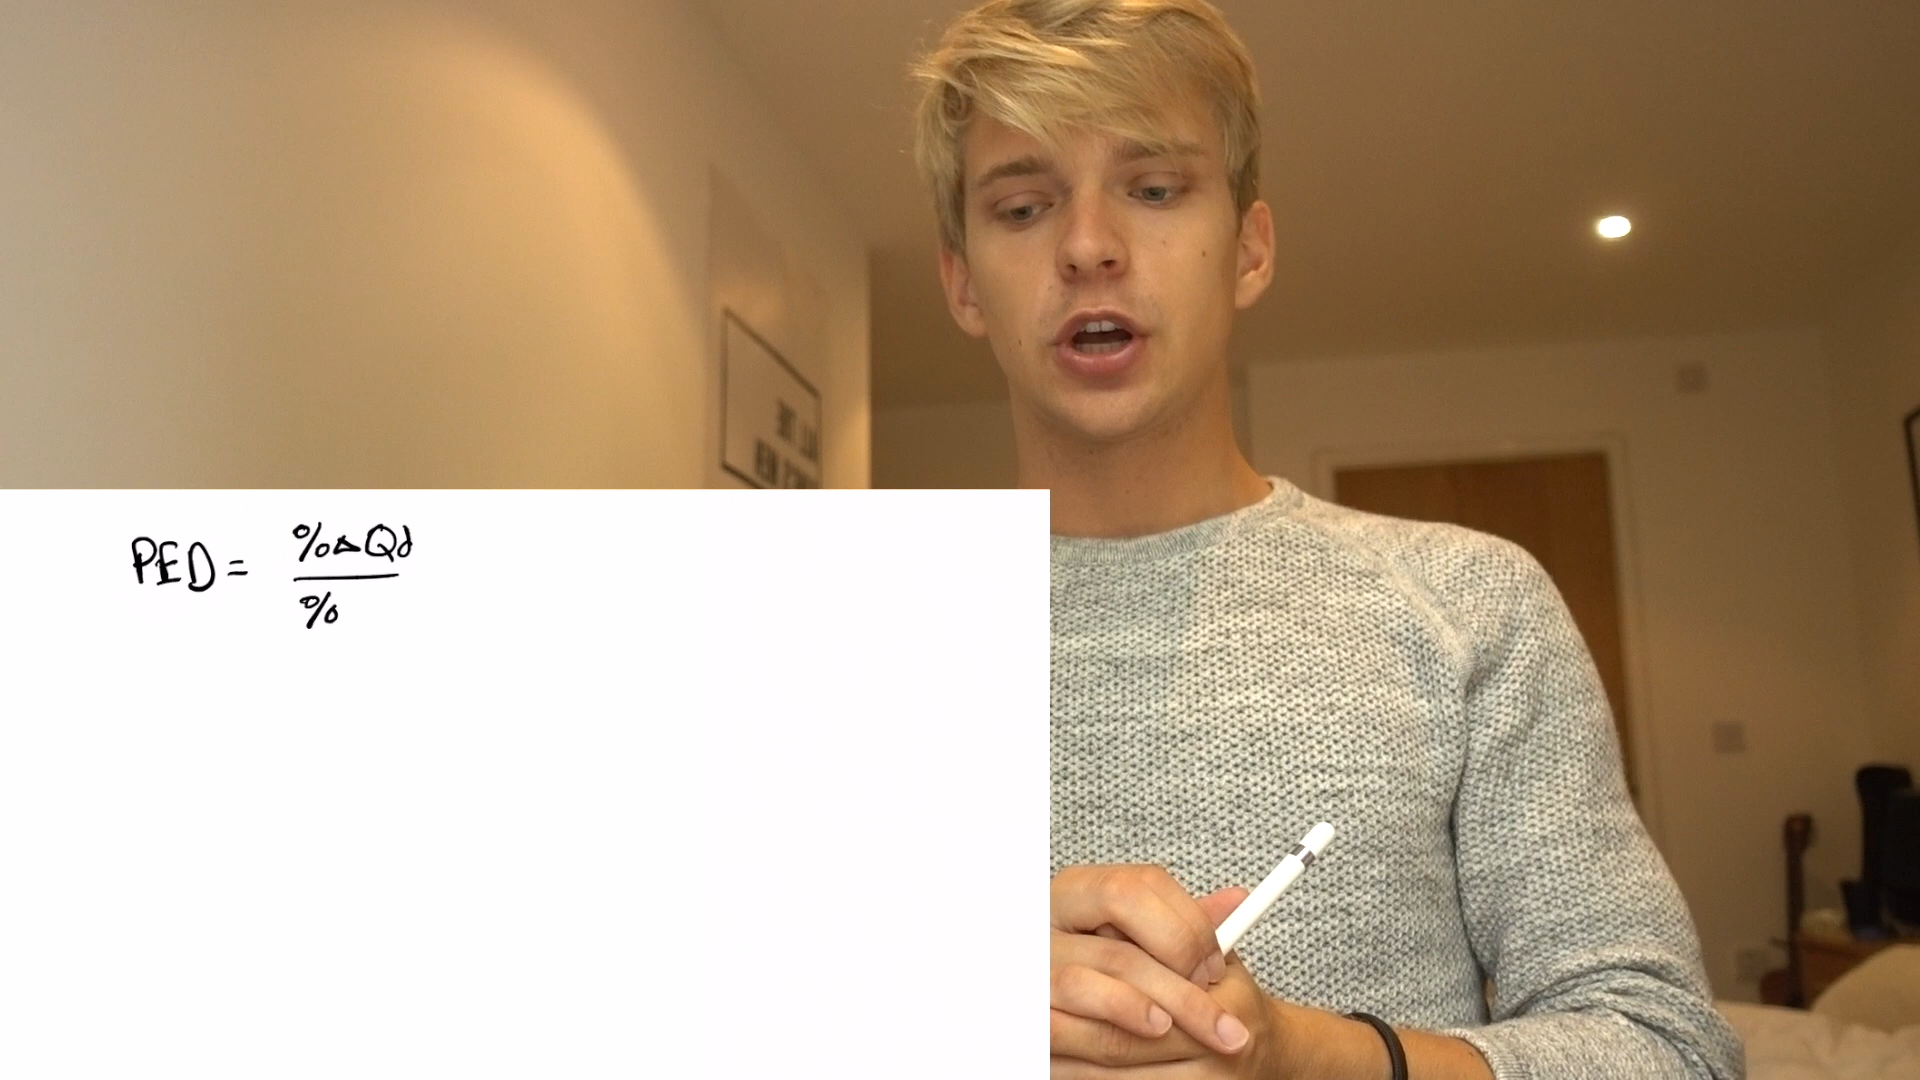 PED = %ΔQd
%